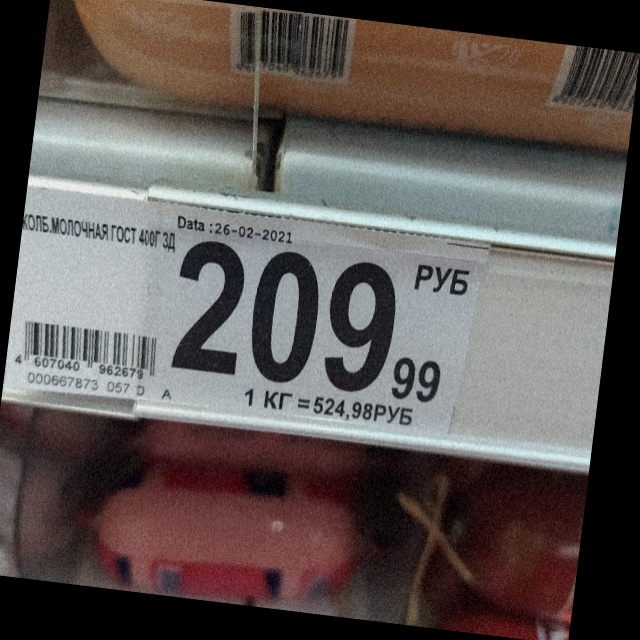 КОЛБ.МОЛОЧНАЯ ГОСТ 400Г ЗД
Data :26-02-2021
209 99
РУБ
4 607040 962679
000667873 057 0 A
1 КГ =524,98РУБ